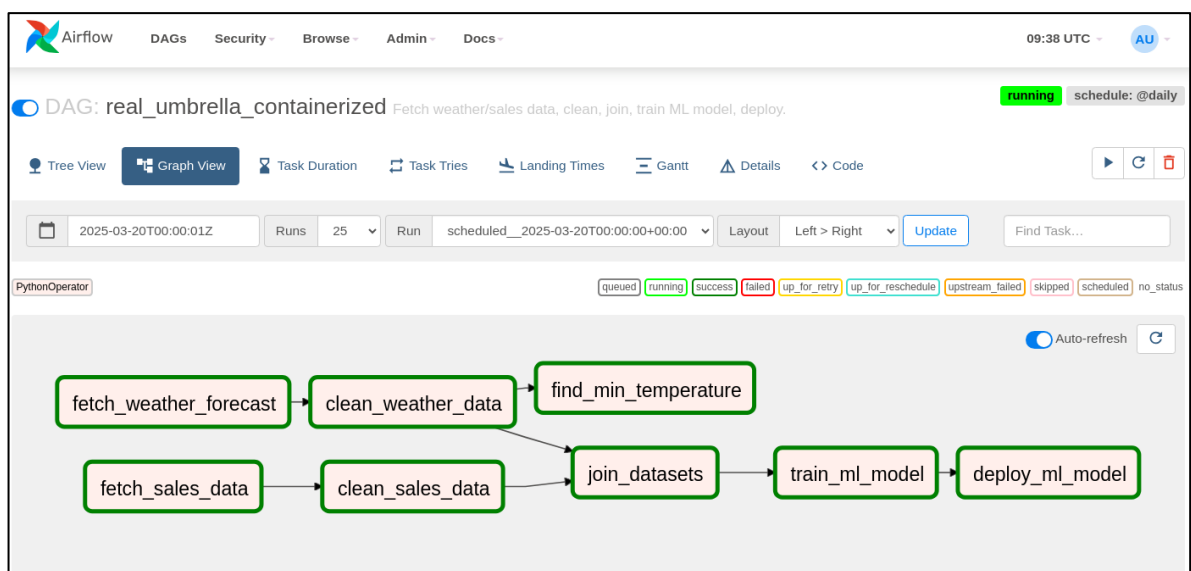 Airflow DAGs Security Browse Admin Docs 09:38 UTC AU
DAG: real_umbrella_containerized Fetch weather/sales data, clean, join, train ML model, deploy. running schedule: @daily
Tree View Graph View Task Duration Task Tries Landing Times Gantt Details <> Code
2025-03-20T00:00:01Z Runs 25 Run scheduled__2025-03-20T00:00:00+00:00 Layout Left > Right Update Find Task...
PythonOperator queued running success failed up_for_retry up_for_reschedule upstream_failed skipped scheduled no_status
Auto-refresh
fetch_weather_forecast clean_weather_data find_min_temperature
fetch_sales_data clean_sales_data join_datasets train_ml_model deploy_ml_model